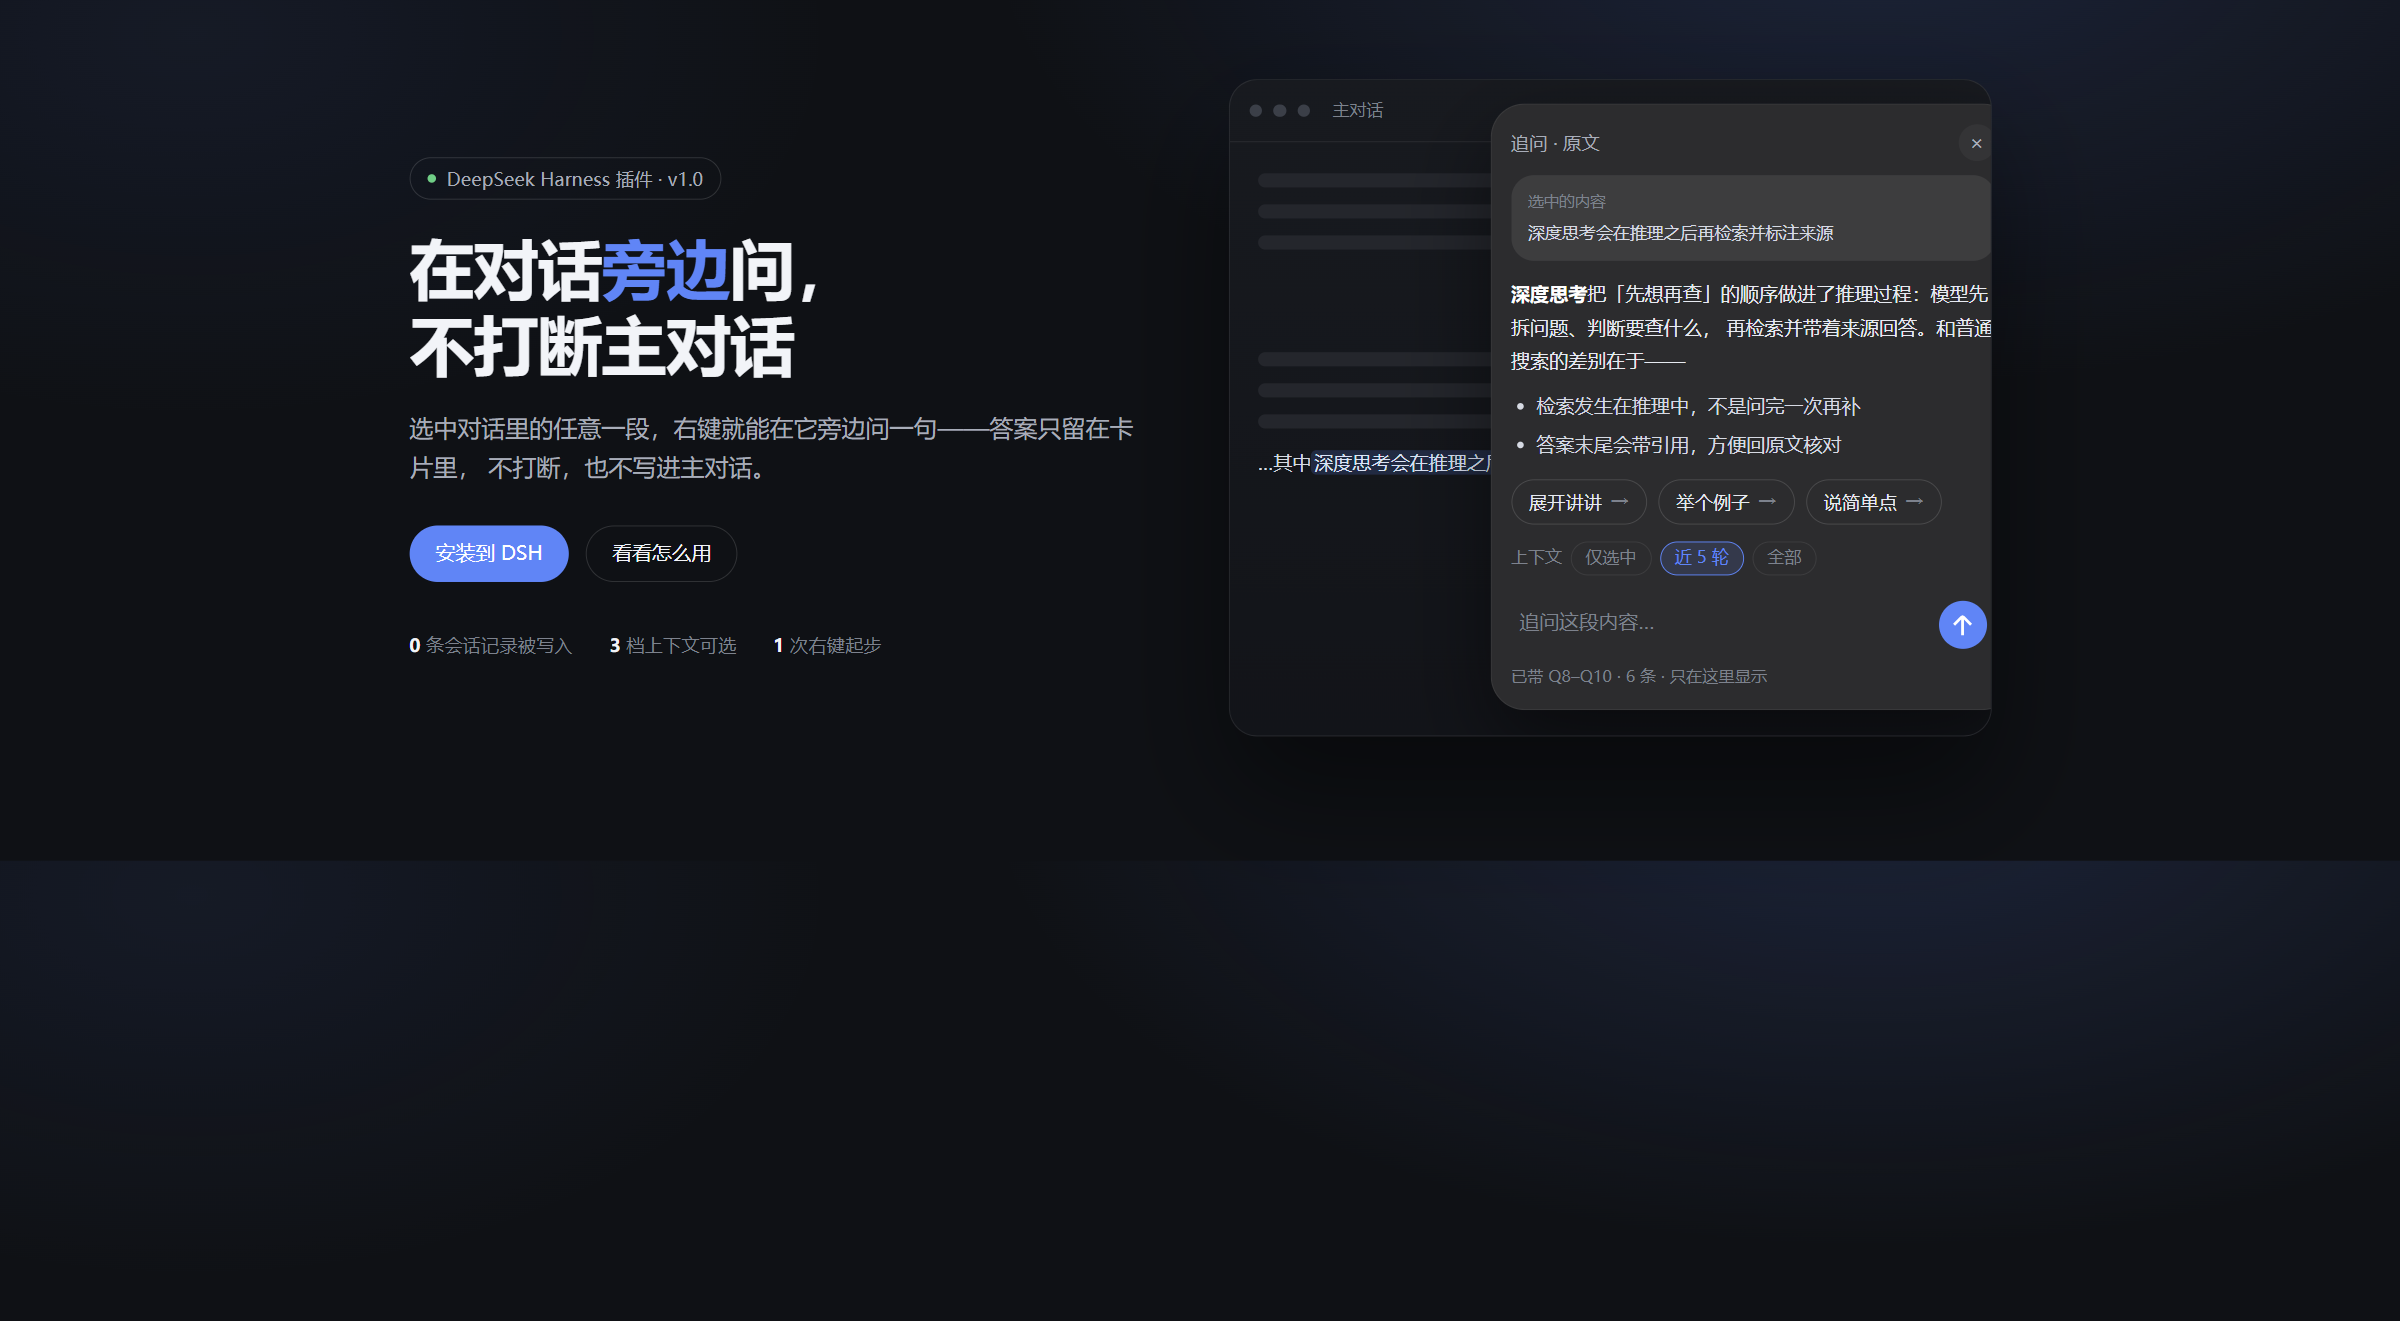 DeepSeek Harness 插件 · v1.0
在对话旁边问，
不打断主对话
选中对话里的任意一段，右键就能在它旁边问一句——答案只留在卡
片里， 不打断，也不写进主对话。
安装到 DSH
看看怎么用
0 条会话记录被写入
3 档上下文可选
1 次右键起步
主对话
...其中深度思考会在推理之
追问 · 原文
×
选中的内容
深度思考会在推理之后再检索并标注来源
深度思考把「先想再查」的顺序做进了推理过程：模型先
拆问题、判断要查什么， 再检索并带着来源回答。和普通
搜索的差别在于——
• 检索发生在推理中，不是问完一次再补
• 答案末尾会带引用，方便回原文核对
展开讲讲 →
举个例子 →
说简单点 →
上下文 仅选中 近 5 轮 全部
追问这段内容...
已带 Q8–Q10 · 6 条 · 只在这里显示